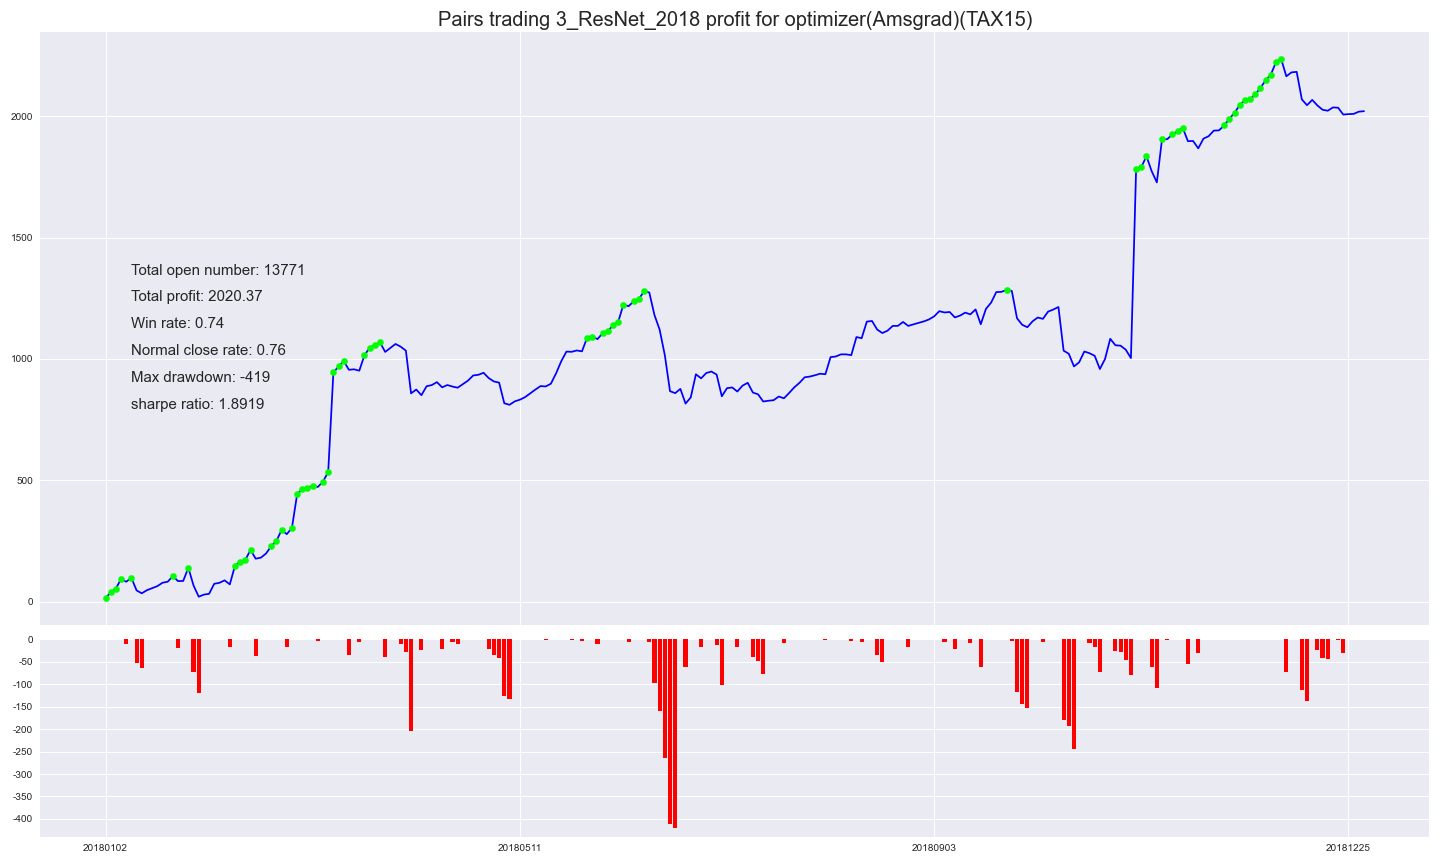 Pairs trading 3_ResNet_2018 profit for optimizer(Amsgrad)(TAX15)
2000
1500
1000
500
0
Total open number: 13771
Total profit: 2020.37
Win rate: 0.74
Normal close rate: 0.76
Max drawdown: -419
sharpe ratio: 1.8919
0
-50
-100
-150
-200
-250
-300
-350
-400
20180102 20180511 20180903 20181225